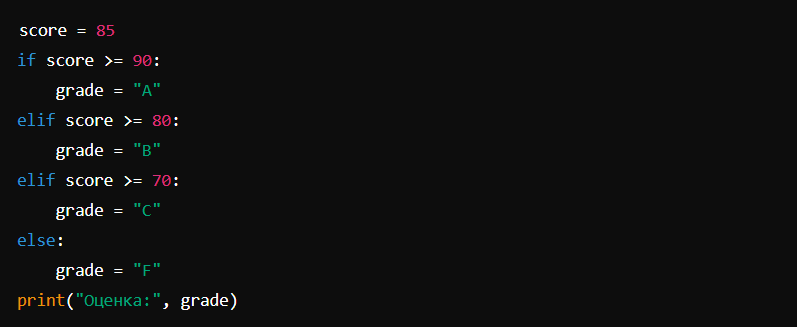 score = 85
if score >= 90:
    grade = "A"
elif score >= 80:
    grade = "B"
elif score >= 70:
    grade = "C"
else:
    grade = "F"
print("Оценка:", grade)